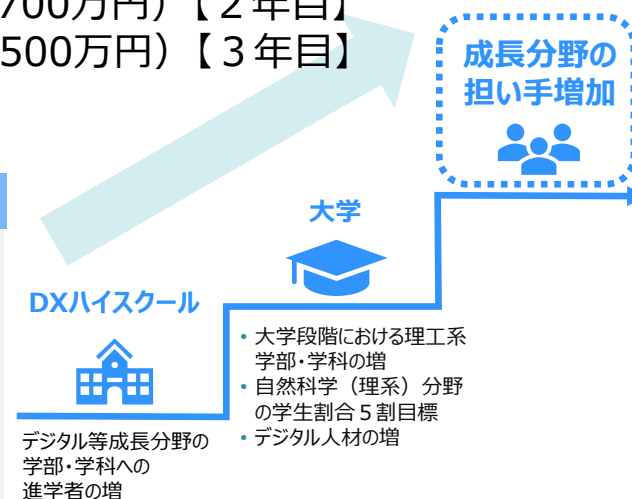 700万円）【２年目】
500万円）【３年目】
成長分野の
担い手増加
大学
DXハイスクール
• 大学段階における理工系
学部・学科の増
• 自然科学（理系）分野
の学生割合５割目標
• デジタル人材の増
デジタル等成長分野の
学部・学科への
進学者の増